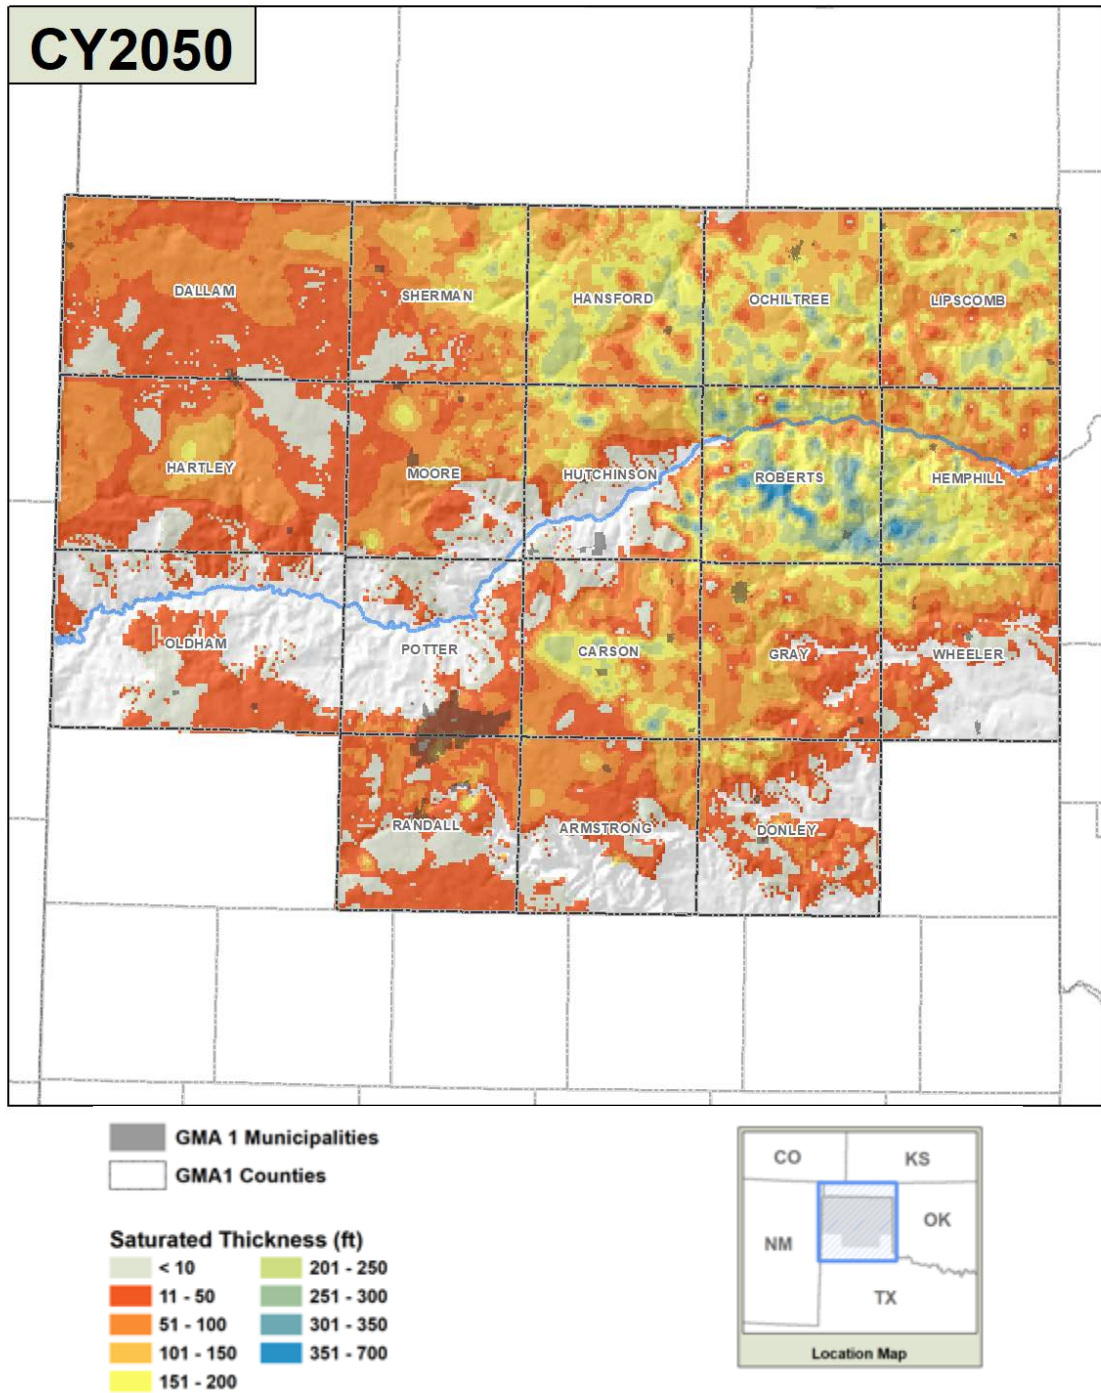 CY2050
DALLAM
SHERMAN
HANSFORD
OCHILTREE
LIPSCOMB
HARTLEY
MOORE
HUTCHINSON
ROBERTS
HEMPHILL
OLDHAM
POTTER
CARSON
GRAY
WHEELER
RANDALL
ARMSTRONG
DONLEY
GMA 1 Municipalities
GMA1 Counties
Saturated Thickness (ft)
< 10
11 - 50
51 - 100
101 - 150
151 - 200
201 - 250
251 - 300
301 - 350
351 - 700
CO
KS
NM
OK
TX
Location Map